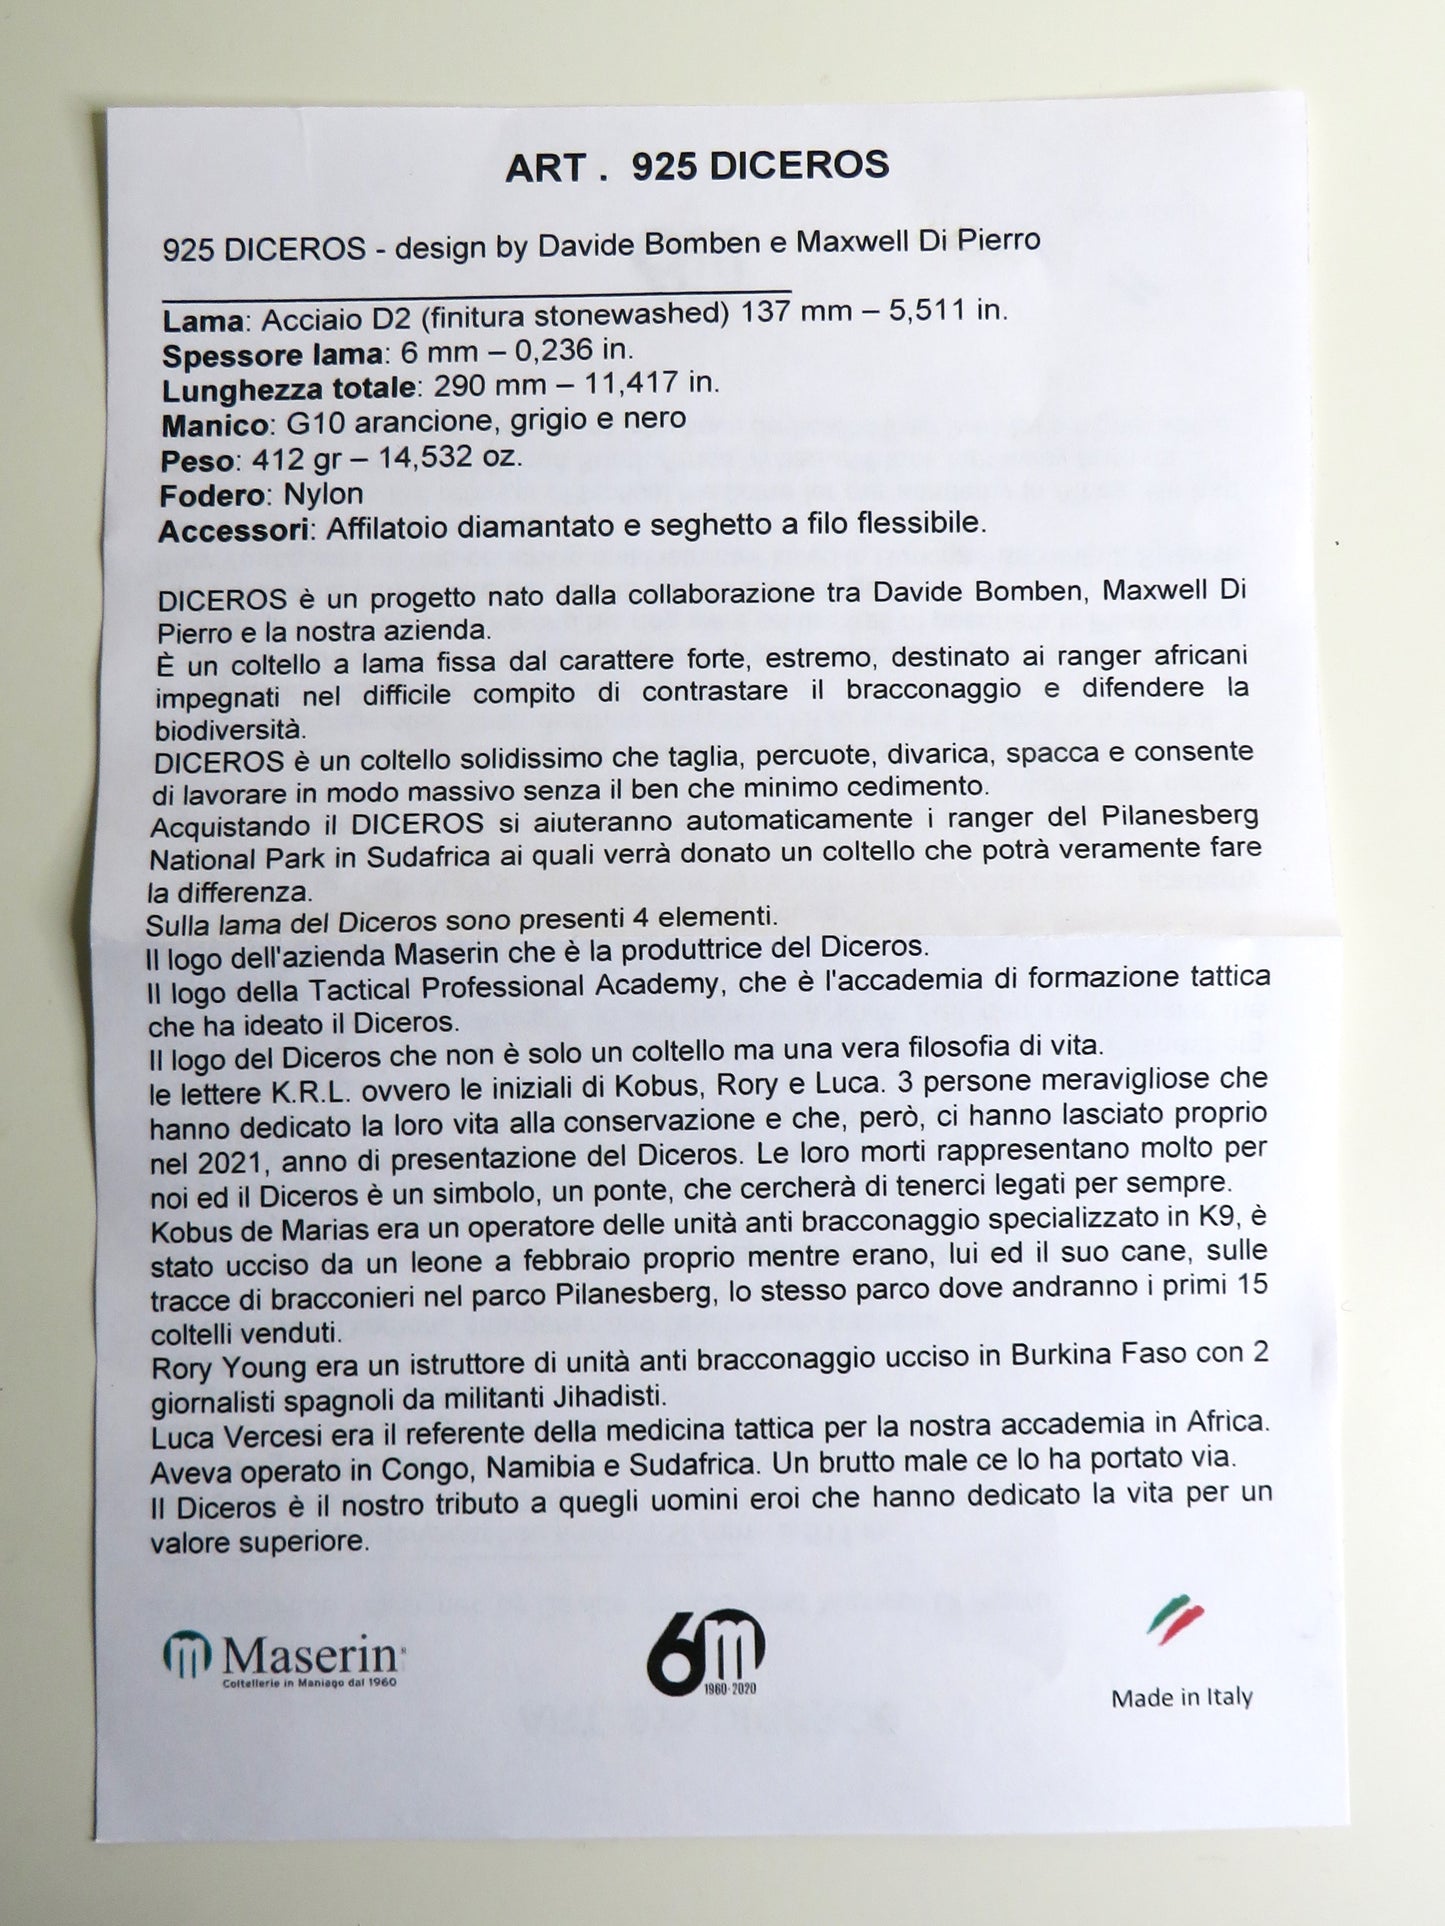 ART . 925 DICEROS
925 DICEROS - design by Davide Bomben e Maxwell Di Pierro
Lama: Acciaio D2 (finitura stonewashed) 137 mm – 5,511 in.
Spessore lama: 6 mm – 0,236 in.
Lunghezza totale: 290 mm – 11,417 in.
Manico: G10 arancione, grigio e nero
Peso: 412 gr – 14,532 oz.
Fodero: Nylon
Accessori: Affilatoio diamantato e seghetto a filo flessibile.
DICEROS è un progetto nato dalla collaborazione tra Davide Bomben, Maxwell Di
Pierro e la nostra azienda.
È un coltello a lama fissa dal carattere forte, estremo, destinato ai ranger africani
impegnati nel difficile compito di contrastare il bracconaggio e difendere la
biodiversità.
DICEROS è un coltello solidissimo che taglia, percuote, divarica, spacca e consente
di lavorare in modo massivo senza il ben che minimo cedimento.
Acquistando il DICEROS si aiuteranno automaticamente i ranger del Pilanesberg
National Park in Sudafrica ai quali verrà donato un coltello che potrà veramente fare
la differenza.
Sulla lama del Diceros sono presenti 4 elementi.
Il logo dell'azienda Maserin che è la produttrice del Diceros.
Il logo della Tactical Professional Academy, che è l'accademia di formazione tattica
che ha ideato il Diceros.
Il logo del Diceros che non è solo un coltello ma una vera filosofia di vita.
le lettere K.R.L. ovvero le iniziali di Kobus, Rory e Luca. 3 persone meravigliose che
hanno dedicato la loro vita alla conservazione e che, però, ci hanno lasciato proprio
nel 2021, anno di presentazione del Diceros. Le loro morti rappresentano molto per
noi ed il Diceros è un simbolo, un ponte, che cercherà di tenerci legati per sempre.
Kobus de Marias era un operatore delle unità anti bracconaggio specializzato in K9, è
stato ucciso da un leone a febbraio proprio mentre erano, lui ed il suo cane, sulle
tracce di bracconieri nel parco Pilanesberg, lo stesso parco dove andranno i primi 15
coltelli venduti.
Rory Young era un istruttore di unità anti bracconaggio ucciso in Burkina Faso con 2
giornalisti spagnoli da militanti Jihadisti.
Luca Vercesi era il referente della medicina tattica per la nostra accademia in Africa.
Aveva operato in Congo, Namibia e Sudafrica. Un brutto male ce lo ha portato via.
Il Diceros è il nostro tributo a quegli uomini eroi che hanno dedicato la vita per un
valore superiore.
Maserin
Coltellerie in Maniago dal 1960
6m
1960-2020
Made in Italy